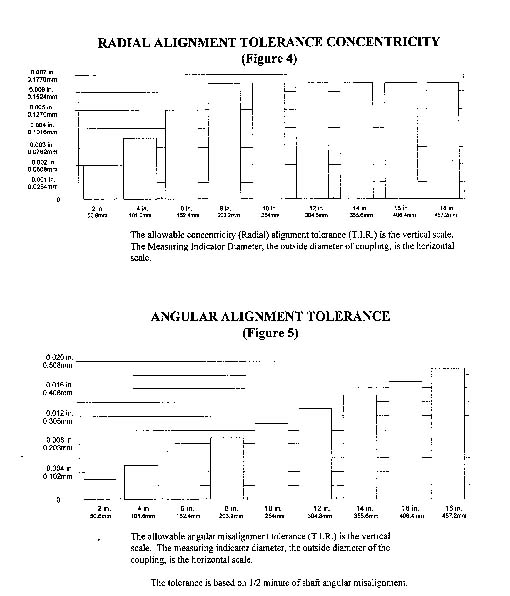 RADIAL ALIGNMENT TOLERANCE CONCENTRICITY
(Figure 4)
0.007 in.
0.1770mm
0.006 in.
0.1524mm
0.005 in.
0.1270mm
0.004 in.
0.1016mm
0.003 in.
0.0762mm
0.002 in.
0.0508mm
0.001 in.
0.0254mm
0
2 in. 4 in. 6 in. 8 in. 10 in. 12 in. 14 in. 16 in. 18 in.
50.8mm 101.6mm 152.4mm 203.2mm 254mm 304.8mm 355.6mm 406.4mm 457.2mm
The allowable concentricity (Radial) alignment tolerance (T.I.R.) is the vertical scale.
The Measuring Indicator Diameter, the outside diameter of coupling, is the horizontal
scale.
ANGULAR ALIGNMENT TOLERANCE
(Figure 5)
0.020 in.
0.508mm
0.016 in.
0.406mm
0.012 in.
0.305mm
0.008 in.
0.203mm
0.004 in.
0.102mm
0
2 in. 4 in. 6 in. 8 in. 10 in. 12 in. 14 in. 16 in. 18 in.
50.8mm 101.6mm 152.4mm 203.2mm 254mm 304.8mm 355.6mm 406.4mm 457.2mm
The allowable angular misalignment tolerance (T.I.R.) is the vertical
scale. The measuring indicator diameter, the outside diameter of the
coupling, is the horizontal scale.
The tolerance is based on 1/2 minute of shaft angular misalignment.